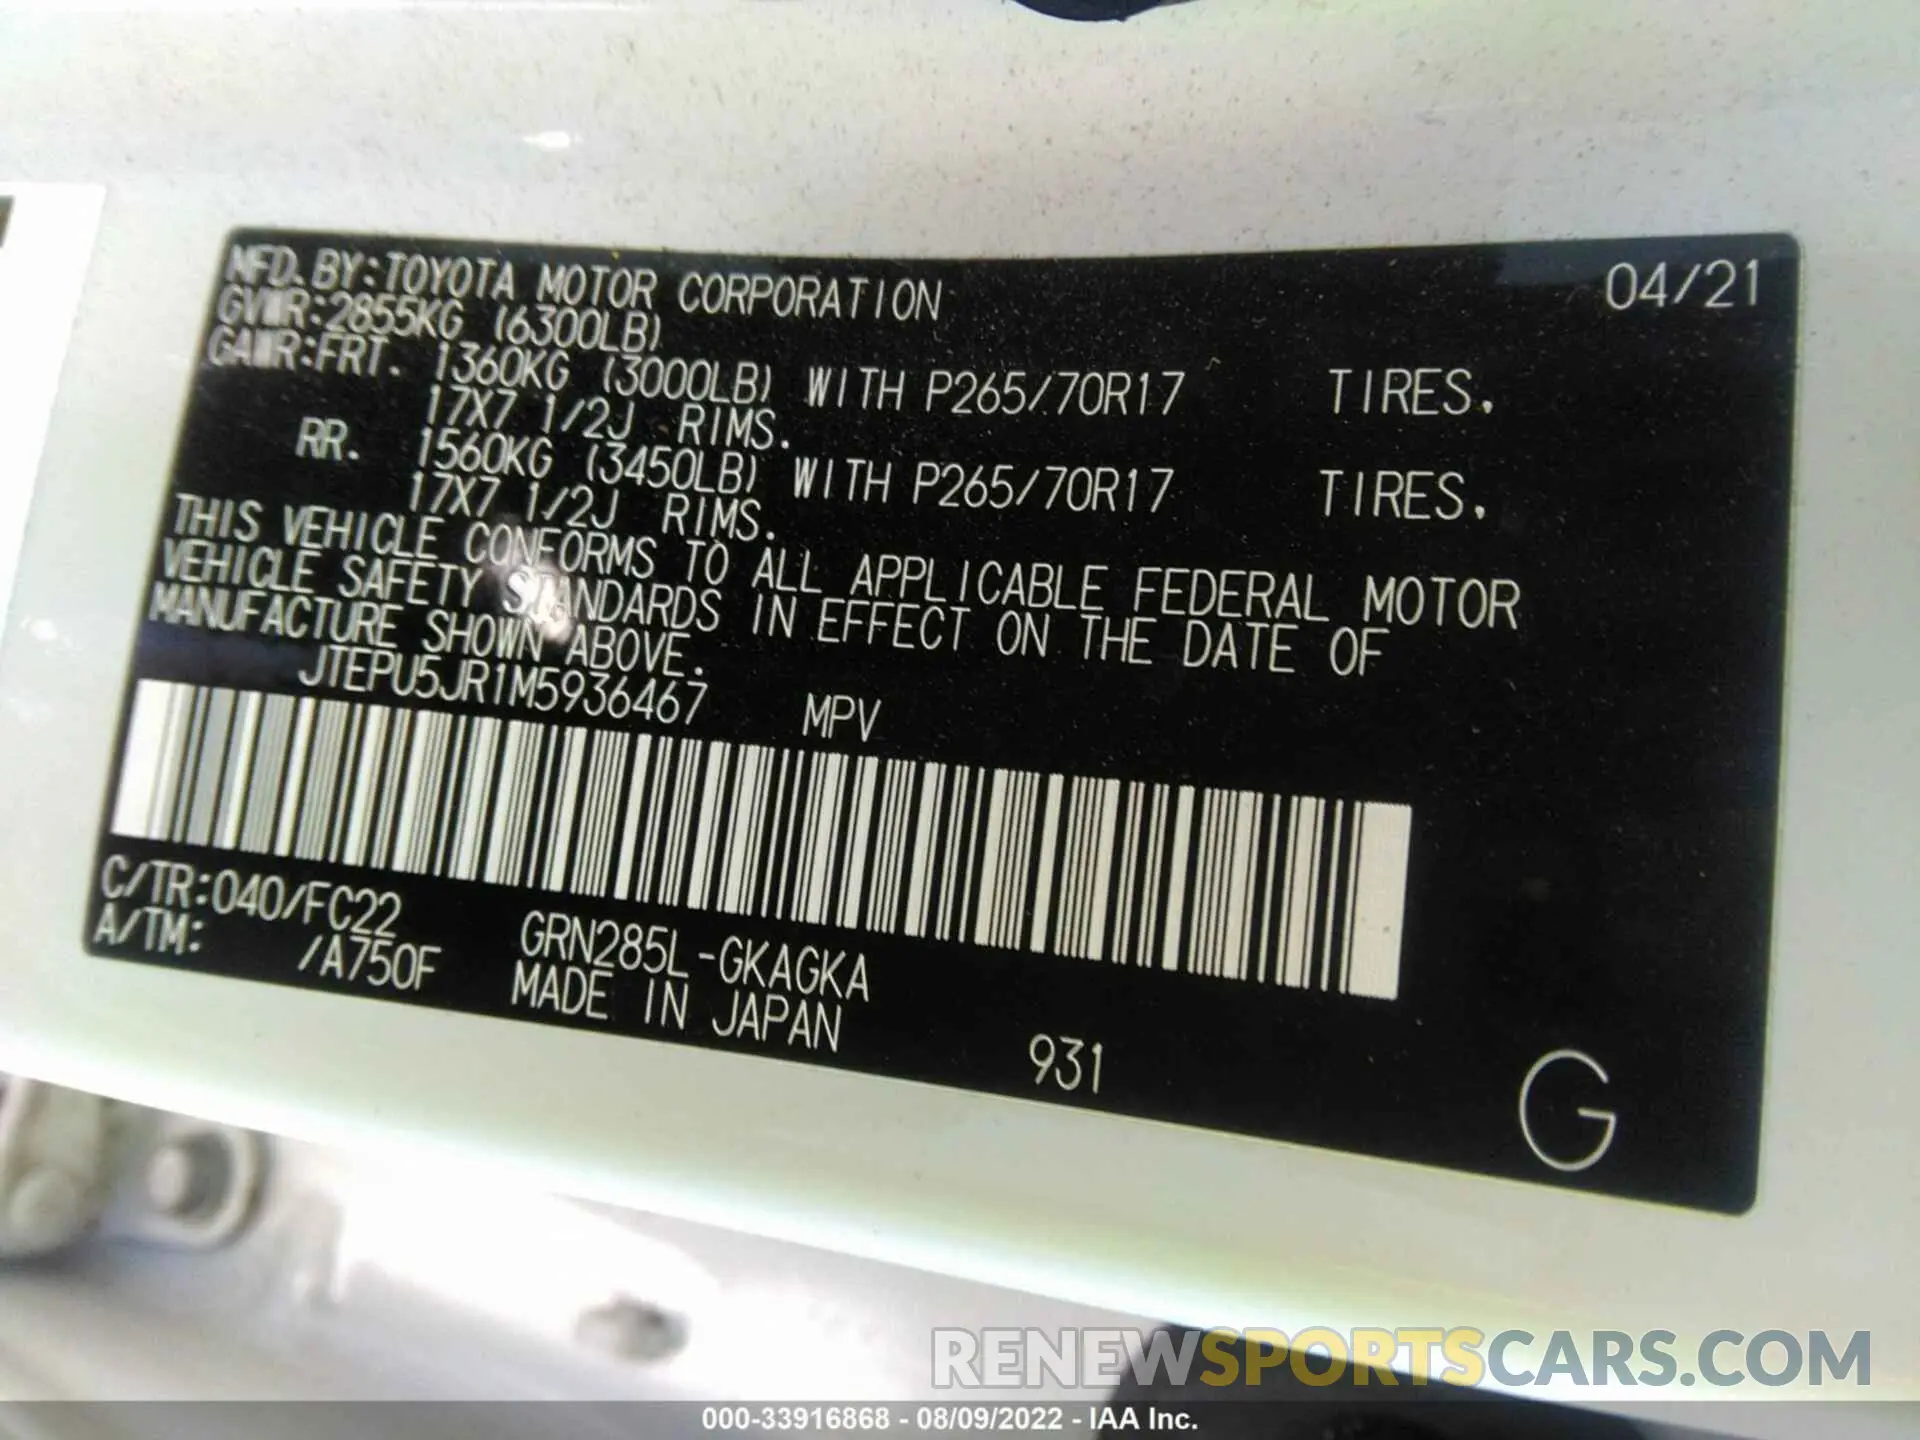 MFD.BY:TOYOTA MOTOR CORPORATION 04/21
GVWR:2855KG (6300LB)
GAWR:FRT. 1360KG (3000LB) WITH P265/70R17 TIRES.
17X7 1/2J RIMS.
RR. 1560KG (3450LB) WITH P265/70R17 TIRES.
17X7 1/2J RIMS.
THIS VEHICLE CONFORMS TO ALL APPLICABLE FEDERAL MOTOR
VEHICLE SAFETY STANDARDS IN EFFECT ON THE DATE OF
MANUFACTURE SHOWN ABOVE.
JTEPU5JR1M5936467 MPV
C/TR:040/FC22 GRN285L-GKAGKA
A/TM: /A750F MADE IN JAPAN
931
G
RENEWSPORTSCARS.COM
000-33916868 - 08/09/2022 - IAA Inc.